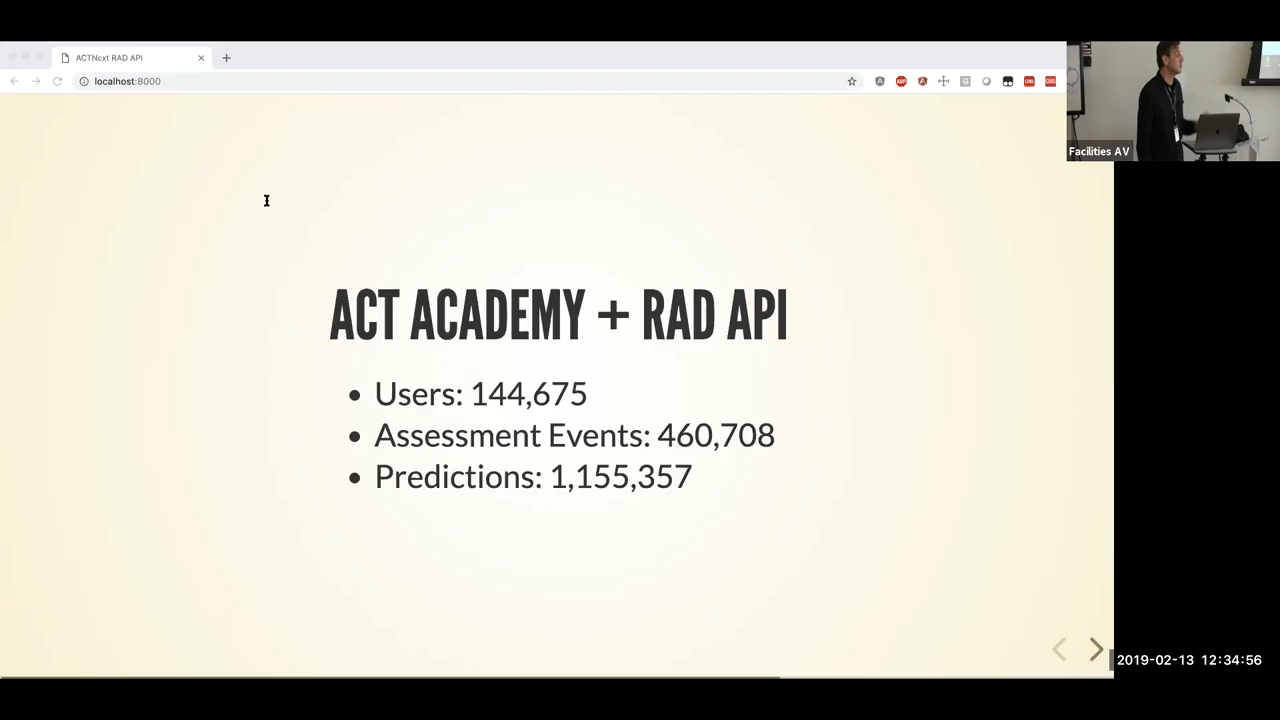 ACTNext RAD API
localhost:8000
Facilities AV
ACT ACADEMY + RAD API
Users: 144,675
Assessment Events: 460,708
Predictions: 1,155,357
2019-02-13 12:34:56